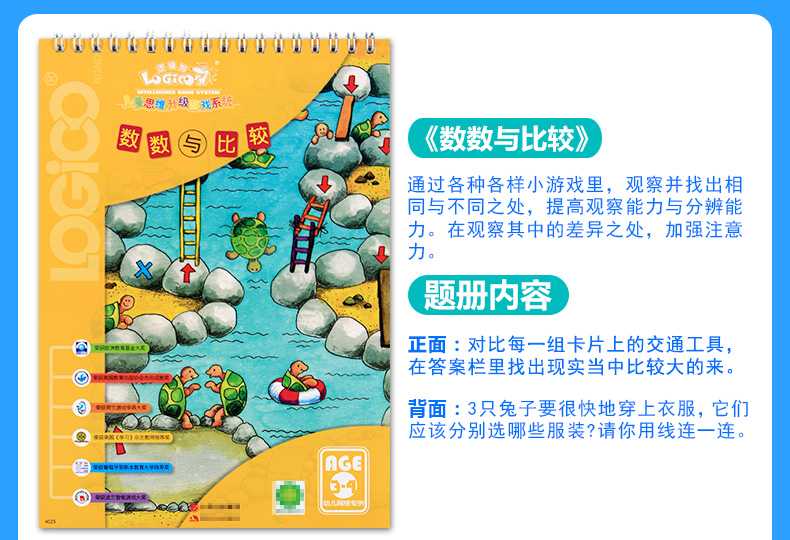 逻辑狗
LOGICO
儿童思维升级游戏系统
数数与比较
LOGICO
AGE
3-4
《数数与比较》
通过各种各样小游戏里，观察并找出相
同与不同之处，提高观察能力与分辨能
力。在观察其中的差异之处，加强注意
力。
题册内容
正面：对比每一组卡片上的交通工具，
在答案栏里找出现实当中比较大的来。
背面：3只兔子要很快地穿上衣服，它们
应该分别选哪些服装?请你用线连一连。